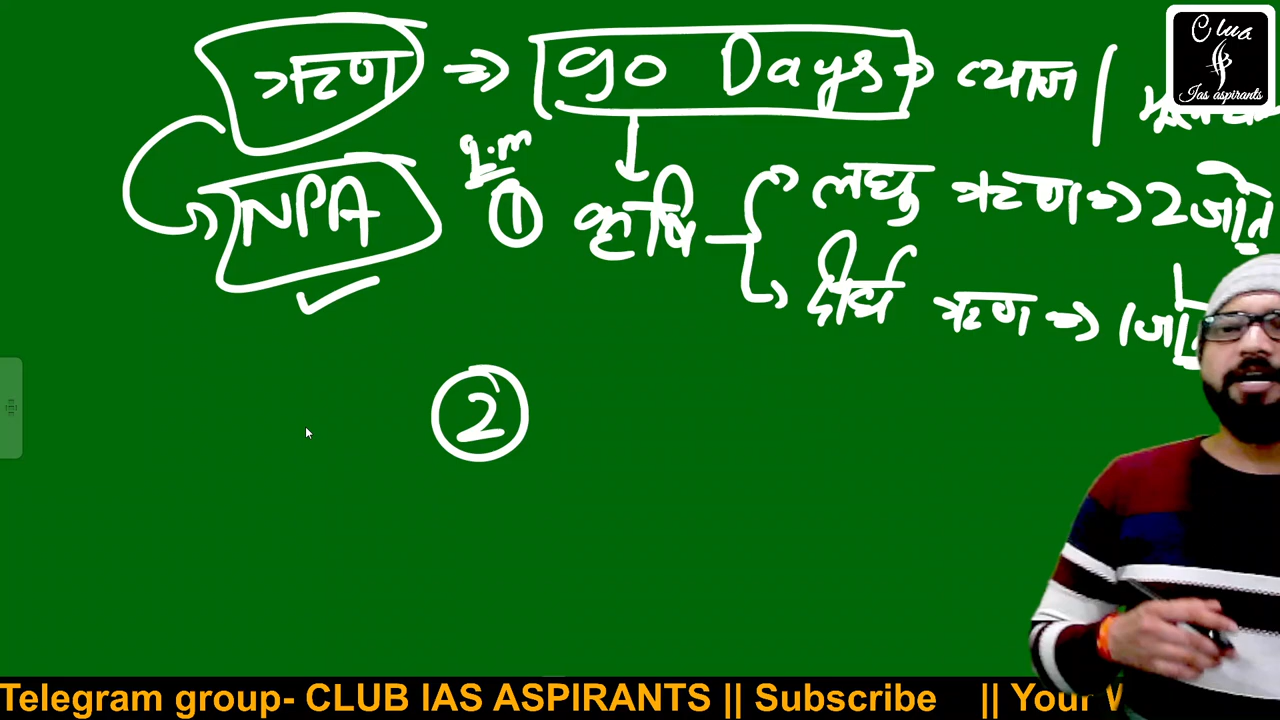 ऋण => 90 Days => ब्याज |
NPA
g.m
① कृषि लघु ऋण => 2 जोत
दीर्घ ऋण => 1
②
Club
Ias aspirants
Telegram group- CLUB IAS ASPIRANTS || Subscribe || Your